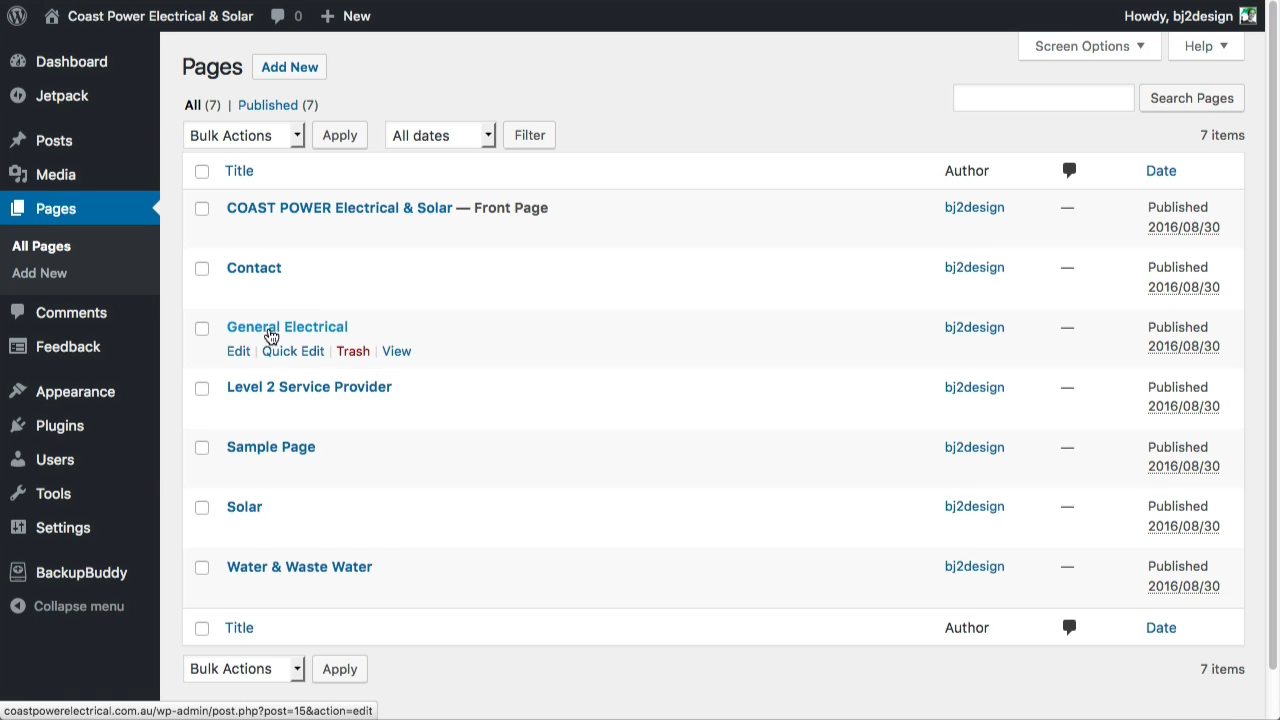 Coast Power Electrical & Solar 0 New Howdy, bj2design
Screen Options Help
Dashboard
Jetpack
Posts
Media
Pages
All Pages
Add New
Comments
Feedback
Appearance
Plugins
Users
Tools
Settings
BackupBuddy
Collapse menu
Pages Add New
All (7) | Published (7)
Search Pages
Bulk Actions Apply All dates Filter 7 items
Title Author Date
COAST POWER Electrical & Solar — Front Page bj2design — Published
2016/08/30
Contact bj2design — Published
2016/08/30
General Electrical bj2design — Published
Edit | Quick Edit | Trash | View 2016/08/30
Level 2 Service Provider bj2design — Published
2016/08/30
Sample Page bj2design — Published
2016/08/30
Solar bj2design — Published
2016/08/30
Water & Waste Water bj2design — Published
2016/08/30
Title Author Date
Bulk Actions Apply 7 items
coastpowerelectrical.com.au/wp-admin/post.php?post=15&action=edit